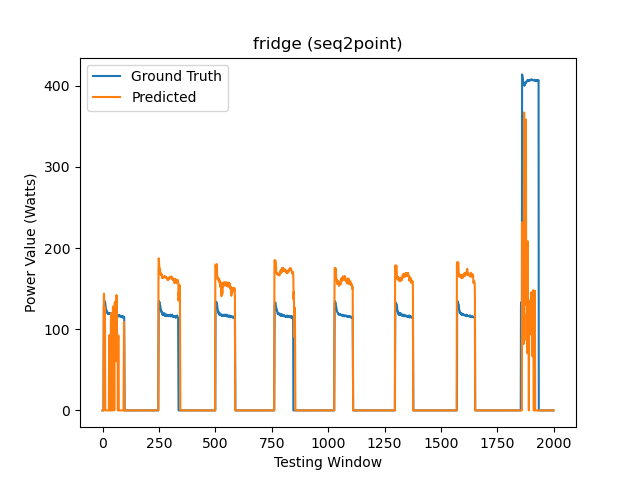 fridge (seq2point)
Ground Truth
Predicted
Power Value (Watts)
400
300
200
100
0
0 250 500 750 1000 1250 1500 1750 2000
Testing Window